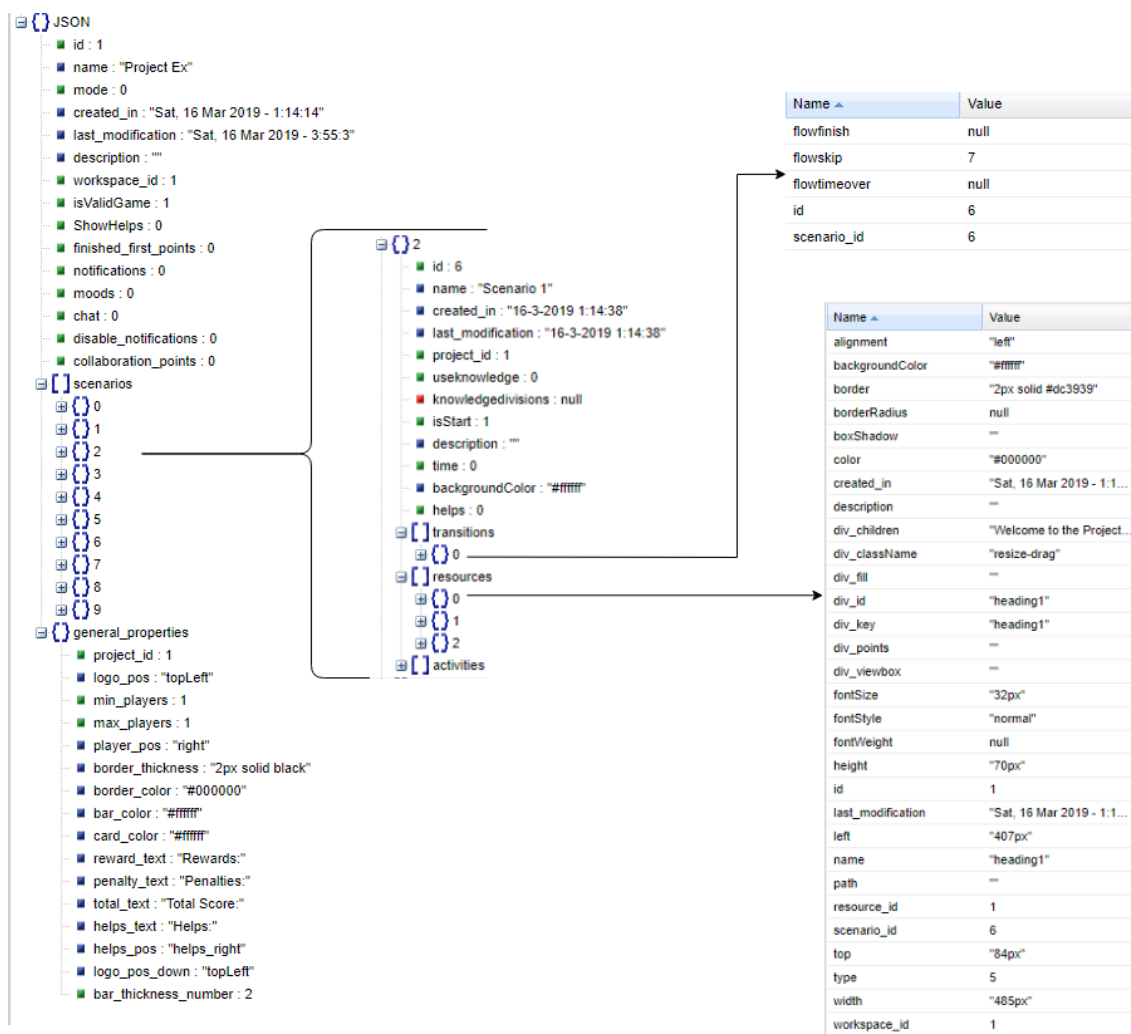 JSON
id : 1
name : "Project Ex"
mode : 0
created_in : "Sat, 16 Mar 2019 - 1:14:14"
last_modification : "Sat, 16 Mar 2019 - 3:55:3"
description : ""
workspace_id : 1
isValidGame : 1
ShowHelps : 0
finished_first_points : 0
notifications : 0
moods : 0
chat : 0
disable_notifications : 0
collaboration_points : 0
scenarios
0
1
2
3
4
5
6
7
8
9
general_properties
project_id : 1
logo_pos : "topLeft"
min_players : 1
max_players : 1
player_pos : "right"
border_thickness : "2px solid black"
border_color : "#000000"
bar_color : "#ffffff"
card_color : "#ffffff"
reward_text : "Rewards:"
penalty_text : "Penalties:"
total_text : "Total Score:"
helps_text : "Helps:"
helps_pos : "helps_right"
logo_pos_down : "topLeft"
bar_thickness_number : 2
2
id : 6
name : "Scenario 1"
created_in : "16-3-2019 1:14:38"
last_modification : "16-3-2019 1:14:38"
project_id : 1
useknowledge : 0
knowledgedivisions : null
isStart : 1
description : ""
time : 0
backgroundColor : "#ffffff"
helps : 0
transitions
0
resources
0
1
2
activities
Name Value
flowfinish null
flowskip 7
flowtimeover null
id 6
scenario_id 6
Name Value
alignment "left"
backgroundColor "#ffffff"
border "2px solid #dc3939"
borderRadius null
boxShadow ""
color "#000000"
created_in "Sat, 16 Mar 2019 - 1:1...
description ""
div_children "Welcome to the Project...
div_className "resize-drag"
div_fill ""
div_id "heading1"
div_key "heading1"
div_points ""
div_viewbox ""
fontSize "32px"
fontStyle "normal"
fontWeight null
height "70px"
id 1
last_modification "Sat, 16 Mar 2019 - 1:1...
left "407px"
name "heading1"
path ""
resource_id 1
scenario_id 6
top "84px"
type 5
width "485px"
workspace_id 1